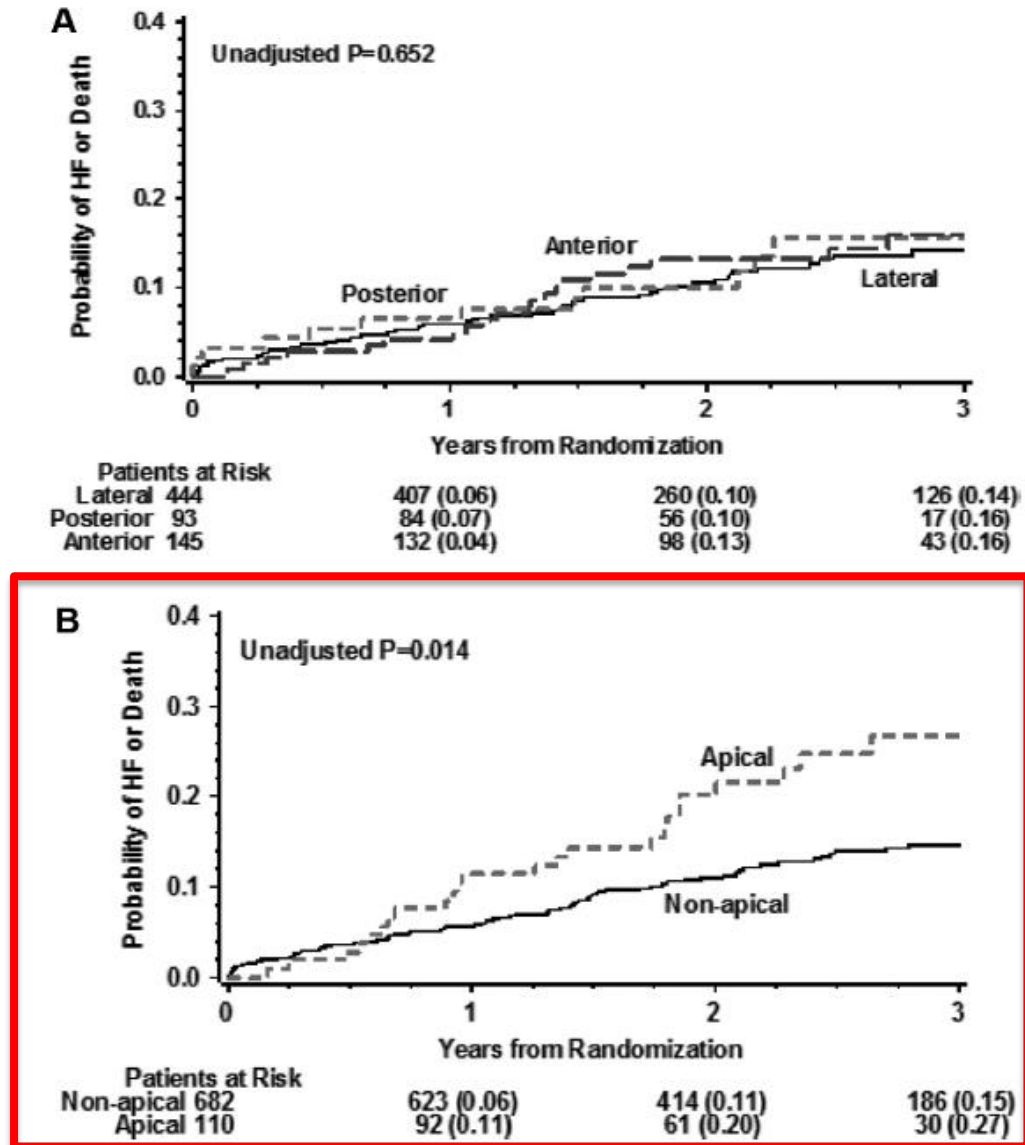 A
Unadjusted P=0.652
Probability of HF or Death
0.4
0.3
0.2
0.1
0.0
Posterior
Anterior
Lateral
0 1 2 3
Years from Randomization
Patients at Risk
Lateral 444 407 (0.06) 260 (0.10) 126 (0.14)
Posterior 93 84 (0.07) 56 (0.10) 17 (0.16)
Anterior 145 132 (0.04) 98 (0.13) 43 (0.16)
B
Unadjusted P=0.014
Probability of HF or Death
0.4
0.3
0.2
0.1
0.0
Apical
Non-apical
0 1 2 3
Years from Randomization
Patients at Risk
Non-apical 682 623 (0.06) 414 (0.11) 186 (0.15)
Apical 110 92 (0.11) 61 (0.20) 30 (0.27)